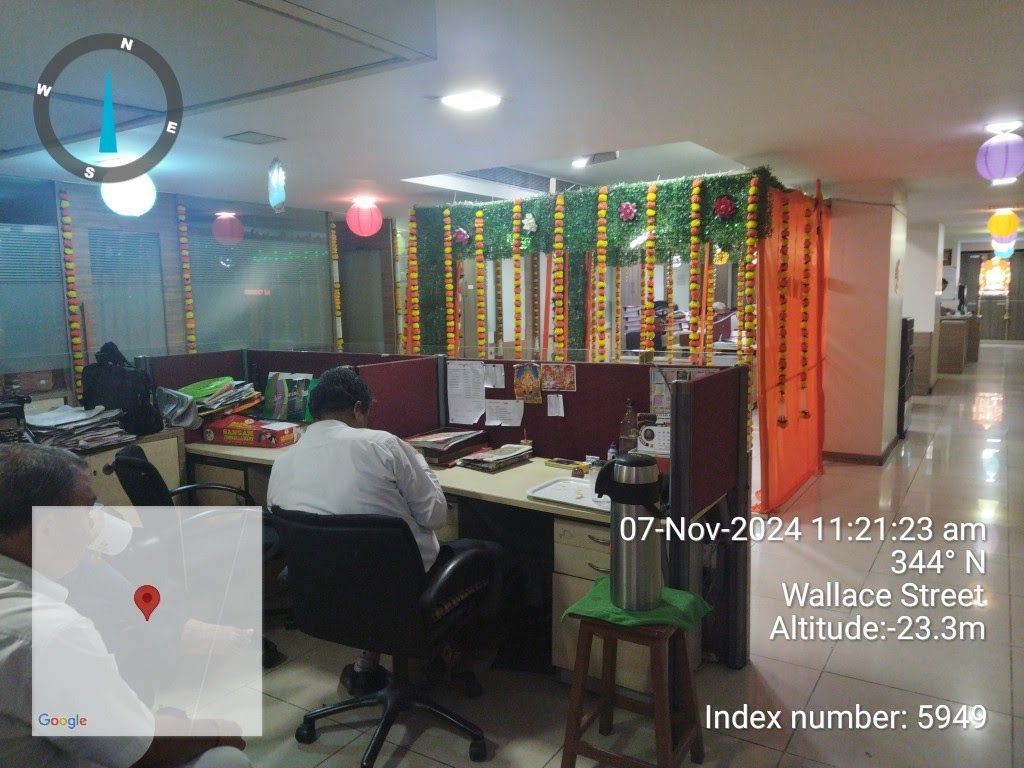 N
W
E
S
07-Nov-2024 11:21:23 am
344° N
Wallace Street
Altitude:-23.3m
Index number: 5949
Google